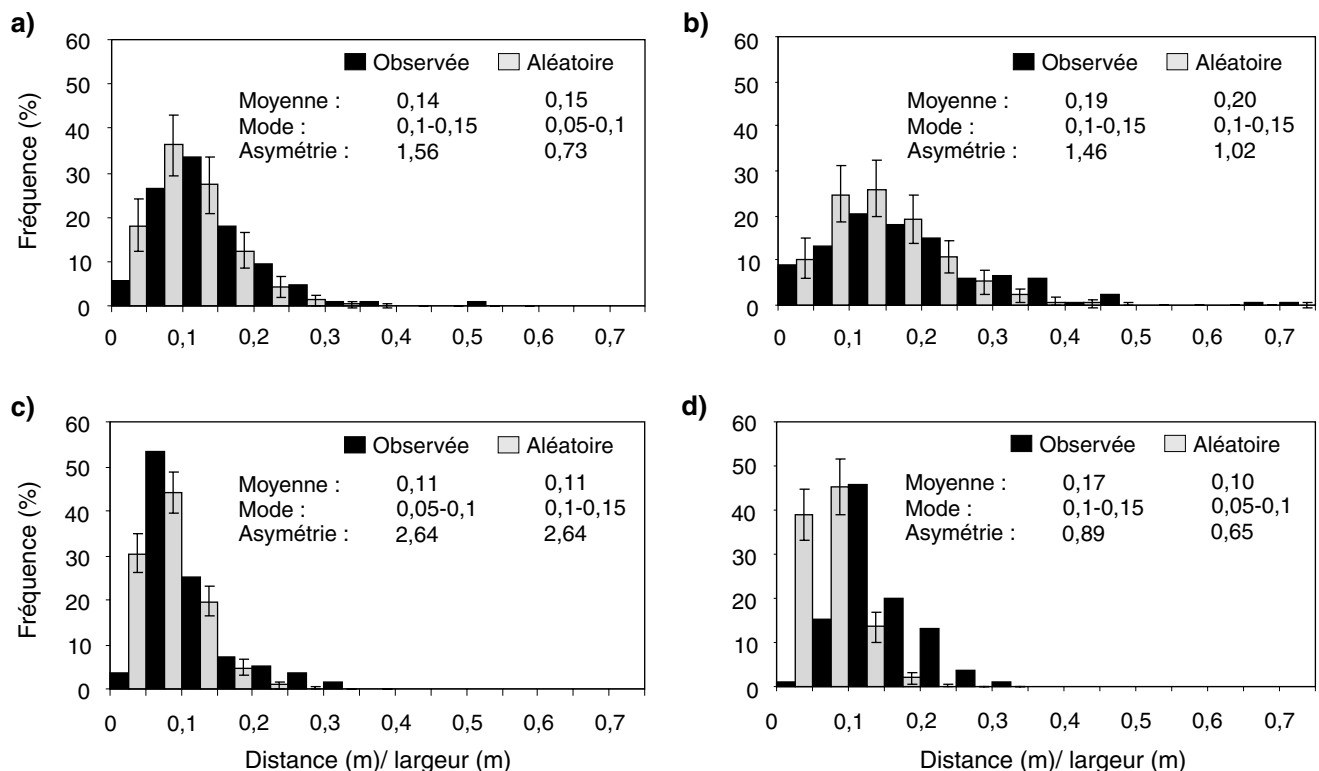 a)
60
50
40
30
20
10
0
Fréquence (%)
Observée Aléatoire
Moyenne : 0,14 0,15
Mode : 0,1-0,15 0,05-0,1
Asymétrie : 1,56 0,73
0 0,1 0,2 0,3 0,4 0,5 0,6 0,7
b)
60
50
40
30
20
10
0
Observée Aléatoire
Moyenne : 0,19 0,20
Mode : 0,1-0,15 0,1-0,15
Asymétrie : 1,46 1,02
0 0,1 0,2 0,3 0,4 0,5 0,6 0,7
c)
60
50
40
30
20
10
0
Fréquence (%)
Observée Aléatoire
Moyenne : 0,11 0,11
Mode : 0,05-0,1 0,1-0,15
Asymétrie : 2,64 2,64
0 0,1 0,2 0,3 0,4 0,5 0,6 0,7
Distance (m)/ largeur (m)
d)
60
50
40
30
20
10
0
Observée Aléatoire
Moyenne : 0,17 0,10
Mode : 0,1-0,15 0,05-0,1
Asymétrie : 0,89 0,65
0 0,1 0,2 0,3 0,4 0,5 0,6 0,7
Distance (m)/ largeur (m)